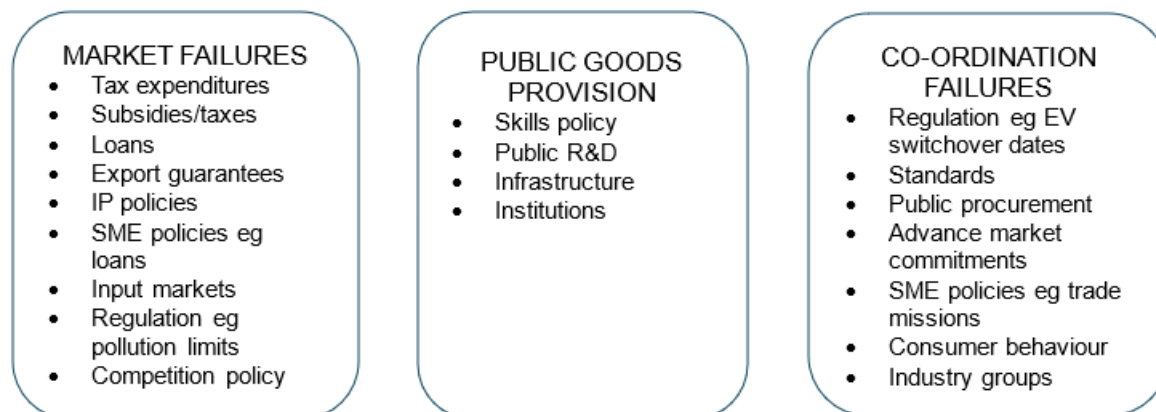 MARKET FAILURES
• Tax expenditures
• Subsidies/taxes
• Loans
• Export guarantees
• IP policies
• SME policies eg
loans
• Input markets
• Regulation eg
pollution limits
• Competition policy
PUBLIC GOODS
PROVISION
• Skills policy
• Public R&D
• Infrastructure
• Institutions
CO-ORDINATION
FAILURES
• Regulation eg EV
switchover dates
• Standards
• Public procurement
• Advance market
commitments
• SME policies eg trade
missions
• Consumer behaviour
• Industry groups